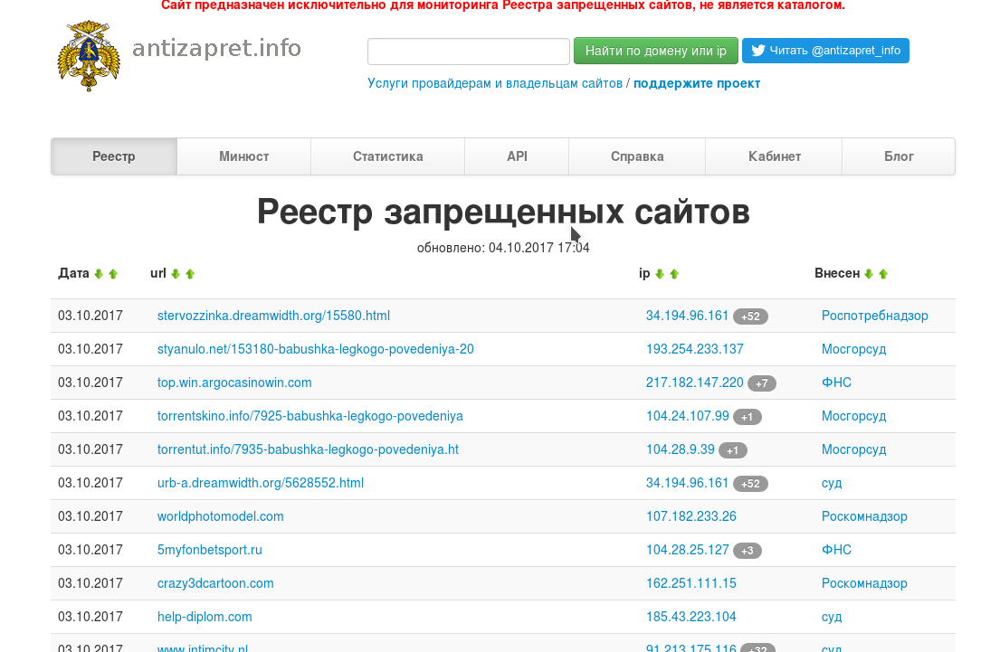 Сайт предназначен исключительно для мониторинга Реестра запрещенных сайтов, не является каталогом.
antizapret.info
Найти по домену или ip
Читать @antizapret_info
Услуги провайдерам и владельцам сайтов / поддержите проект
Реестр Минюст Статистика API Справка Кабинет Блог
Реестр запрещенных сайтов
обновлено: 04.10.2017 17:04
Дата url ip Внесен
03.10.2017 stervozzinka.dreamwidth.org/15580.html 34.194.96.161 +52 Роспотребнадзор
03.10.2017 styanulo.net/153180-babushka-legkogo-povedeniya-20 193.254.233.137 Мосгорсуд
03.10.2017 top.win.argocasinowin.com 217.182.147.220 +7 ФНС
03.10.2017 torrentskino.info/7925-babushka-legkogo-povedeniya 104.24.107.99 +1 Мосгорсуд
03.10.2017 torrentut.info/7935-babushka-legkogo-povedeniya.ht 104.28.9.39 +1 Мосгорсуд
03.10.2017 urb-a.dreamwidth.org/5628552.html 34.194.96.161 +52 суд
03.10.2017 worldphotomodel.com 107.182.233.26 Роскомнадзор
03.10.2017 5myfonbetsport.ru 104.28.25.127 +3 ФНС
03.10.2017 crazy3dcartoon.com 162.251.111.15 Роскомнадзор
03.10.2017 help-diplom.com 185.43.223.104 суд
03.10.2017 www.intimcity.nl 91.213.175.116 +32 суд